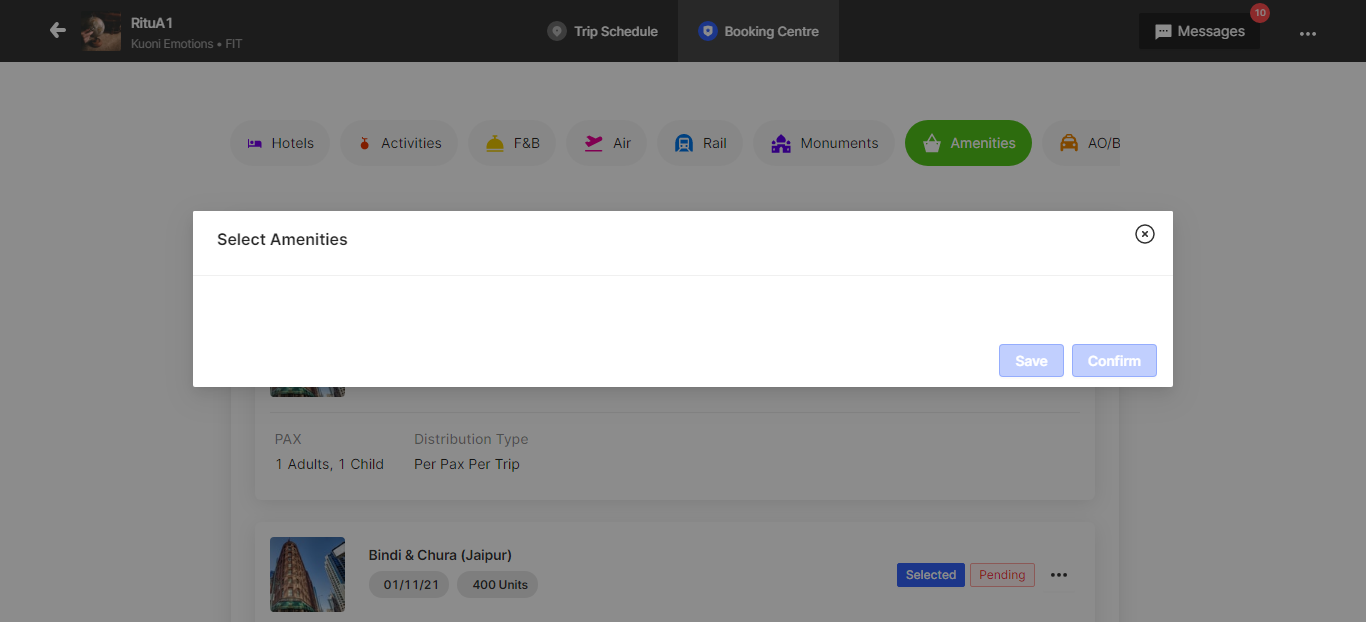 RituA1
Kuoni Emotions • FIT
Trip Schedule
Booking Centre
Messages
10
Hotels
Activities
F&B
Air
Rail
Monuments
Amenities
AO/B
Select Amenities
Save
Confirm
PAX
Distribution Type
1 Adults, 1 Child
Per Pax Per Trip
Bindi & Chura (Jaipur)
01/11/21
400 Units
Selected
Pending